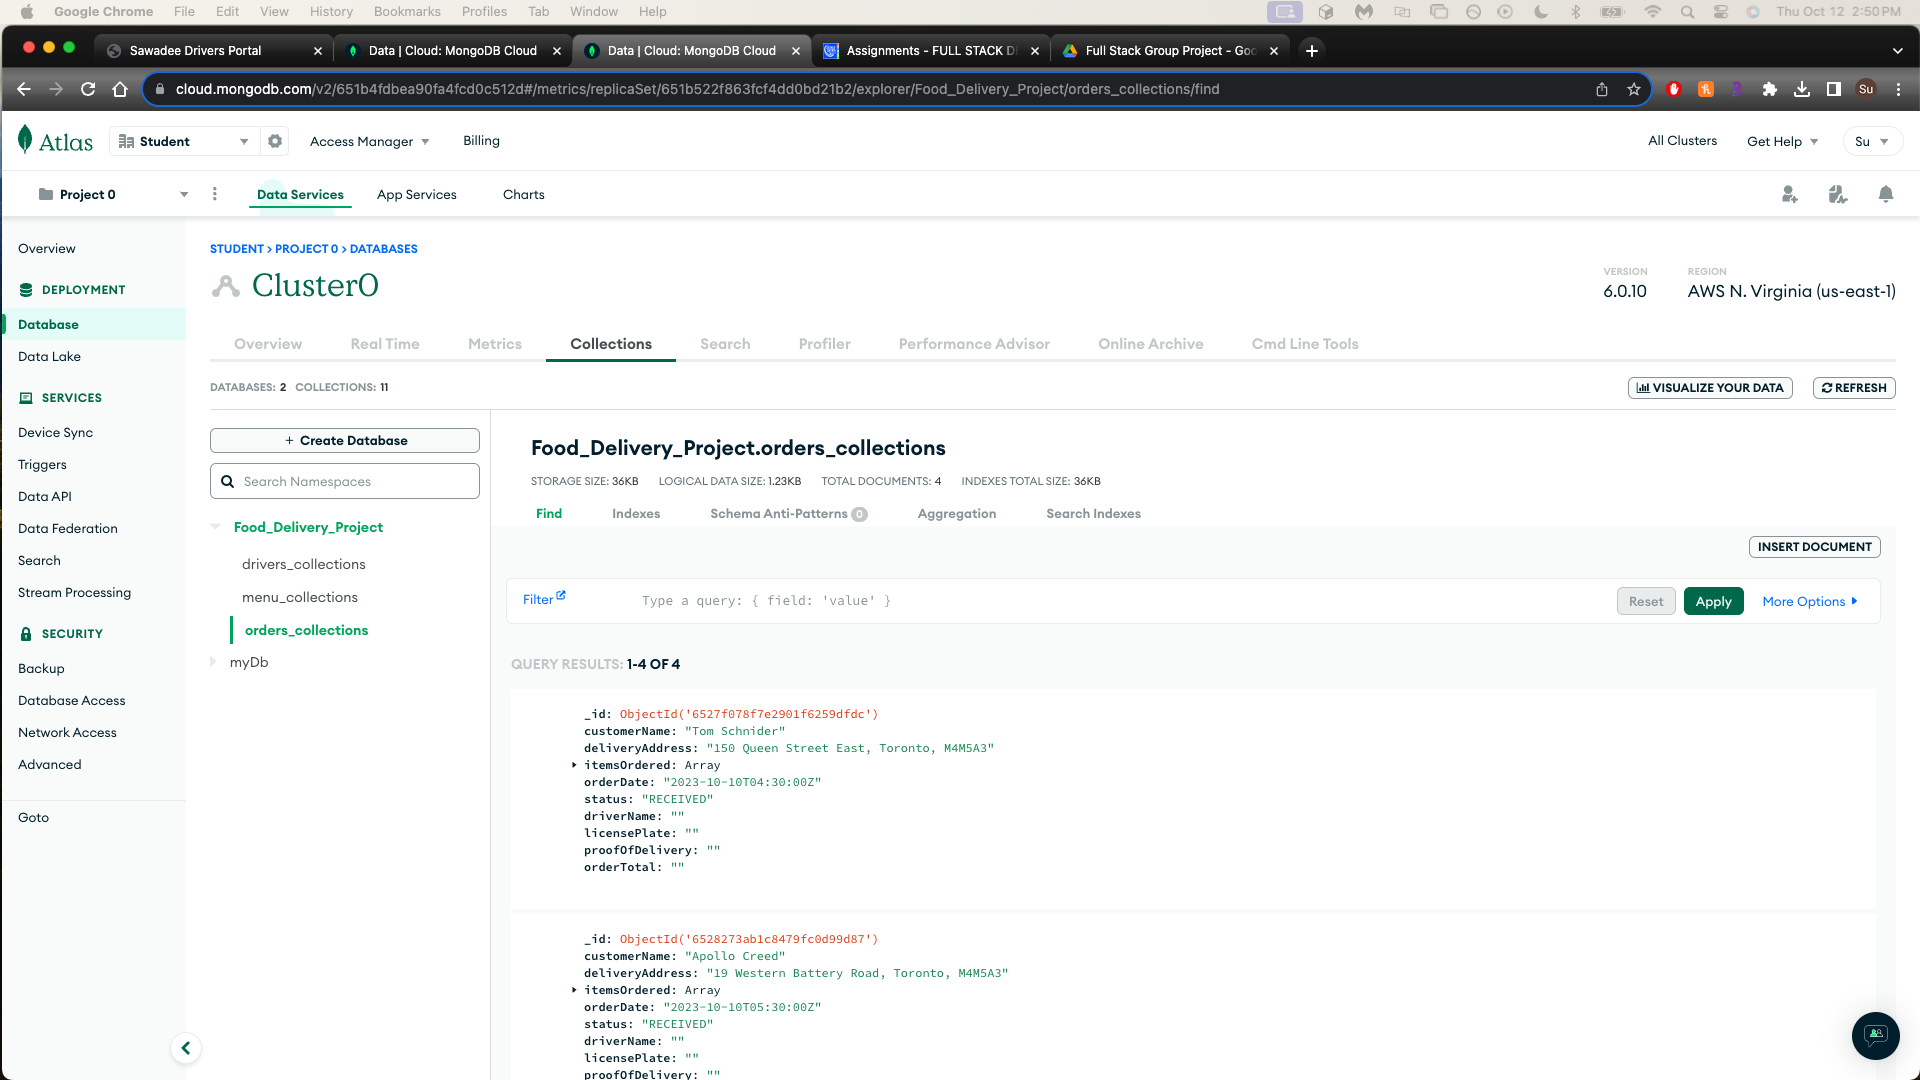 Google Chrome File Edit View History Bookmarks Profiles Tab Window Help Thu Oct 12 2:50 PM
Sawadee Drivers Portal
Data | Cloud: MongoDB Cloud
Data | Cloud: MongoDB Cloud
Assignments - FULL STACK D
Full Stack Group Project - Goo
cloud.mongodb.com/v2/651b4fdbea90fa4fcd0c512d#/metrics/replicaSet/651b522f863fcf4dd0bd21b2/explorer/Food_Delivery_Project/orders_collections/find
Su
Atlas Student Access Manager Billing All Clusters Get Help Su
Project 0 Data Services App Services Charts
Overview
DEPLOYMENT
Database
Data Lake
SERVICES
Device Sync
Triggers
Data API
Data Federation
Search
Stream Processing
SECURITY
Backup
Database Access
Network Access
Advanced
Goto
STUDENT > PROJECT 0 > DATABASES
Cluster0
VERSION
6.0.10
REGION
AWS N. Virginia (us-east-1)
Overview Real Time Metrics Collections Search Profiler Performance Advisor Online Archive Cmd Line Tools
DATABASES: 2 COLLECTIONS: 11
VISUALIZE YOUR DATA
REFRESH
+ Create Database
Search Namespaces
Food_Delivery_Project
drivers_collections
menu_collections
orders_collections
myDb
Food_Delivery_Project.orders_collections
STORAGE SIZE: 36KB LOGICAL DATA SIZE: 1.23KB TOTAL DOCUMENTS: 4 INDEXES TOTAL SIZE: 36KB
Find Indexes Schema Anti-Patterns 0 Aggregation Search Indexes
INSERT DOCUMENT
Filter Type a query: { field: 'value' } Reset Apply More Options
QUERY RESULTS: 1-4 OF 4
_id: ObjectId('6527f078f7e2901f6259dfdc')
customerName: "Tom Schnider"
deliveryAddress: "150 Queen Street East, Toronto, M4M5A3"
itemsOrdered: Array
orderDate: "2023-10-10T04:30:00Z"
status: "RECEIVED"
driverName: ""
licensePlate: ""
proofOfDelivery: ""
orderTotal: ""
_id: ObjectId('6528273ab1c8479fc0d99d87')
customerName: "Apollo Creed"
deliveryAddress: "19 Western Battery Road, Toronto, M4M5A3"
itemsOrdered: Array
orderDate: "2023-10-10T05:30:00Z"
status: "RECEIVED"
driverName: ""
licensePlate: ""
proofOfDelivery: ""